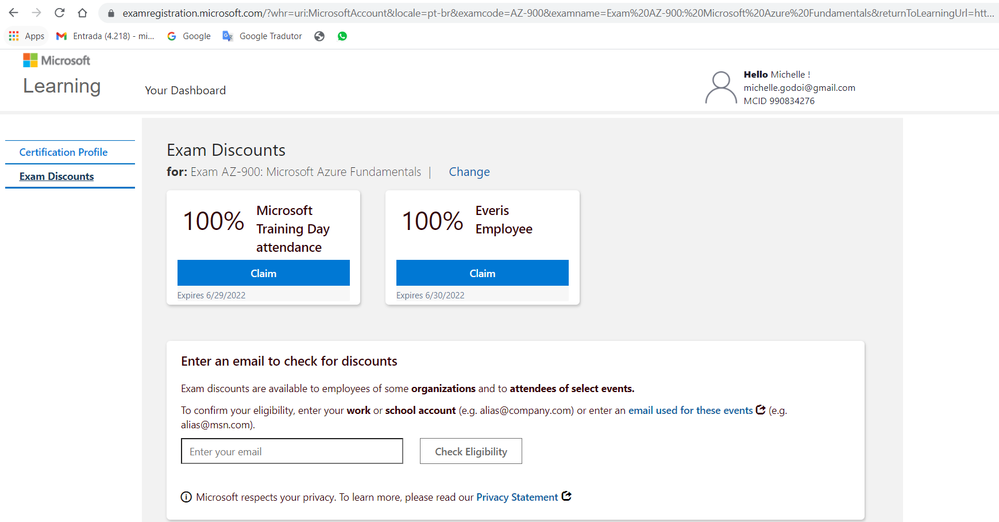 examregistration.microsoft.com/?whr=uri:MicrosoftAccount&locale=pt-br&examcode=AZ-900&examname=Exam%20AZ-900:%20Microsoft%20Azure%20Fundamentals&returnToLearningUrl=htt...
Apps Entrada (4.218) - mi... Google Google Tradutor
Microsoft
Learning
Your Dashboard
Hello Michelle !
michelle.godoi@gmail.com
MCID 990834276
Certification Profile
Exam Discounts
Exam Discounts
for: Exam AZ-900: Microsoft Azure Fundamentals | Change
100% Microsoft
Training Day
attendance
Claim
Expires 6/29/2022
100% Everis
Employee
Claim
Expires 6/30/2022
Enter an email to check for discounts
Exam discounts are available to employees of some organizations and to attendees of select events.
To confirm your eligibility, enter your work or school account (e.g. alias@company.com) or enter an email used for these events (e.g.
alias@msn.com).
Enter your email Check Eligibility
Microsoft respects your privacy. To learn more, please read our Privacy Statement